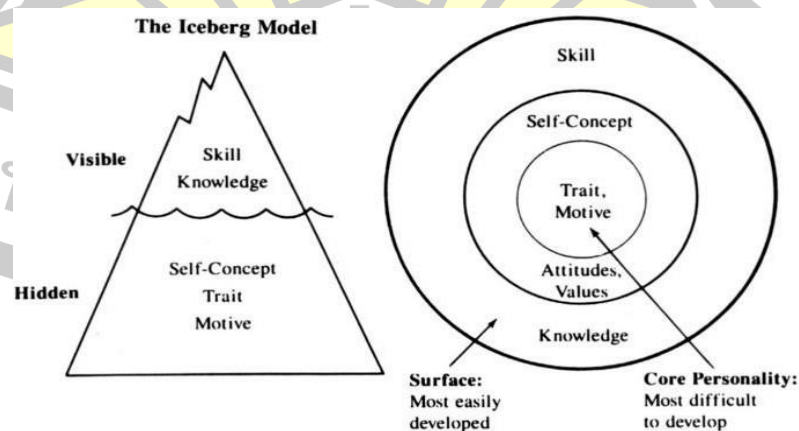 The Iceberg Model
Visible
Skill
Knowledge
Hidden
Self-Concept
Trait
Motive
Skill
Self-Concept
Trait,
Motive
Attitudes,
Values
Knowledge
Surface:
Most easily
developed
Core Personality:
Most difficult
to develop